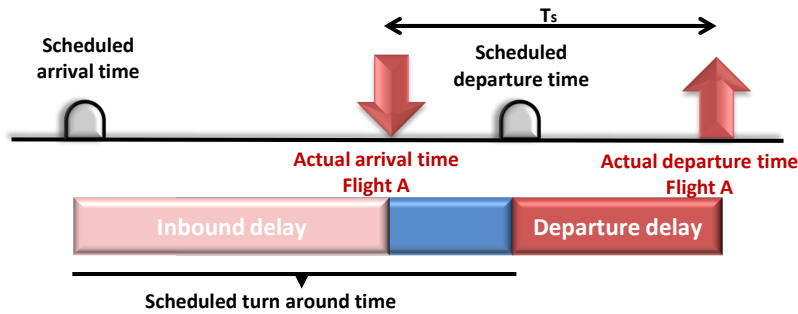 Ts
Scheduled
arrival time
Scheduled
departure time
Actual arrival time
Flight A
Actual departure time
Flight A
Inbound delay
Departure delay
Scheduled turn around time